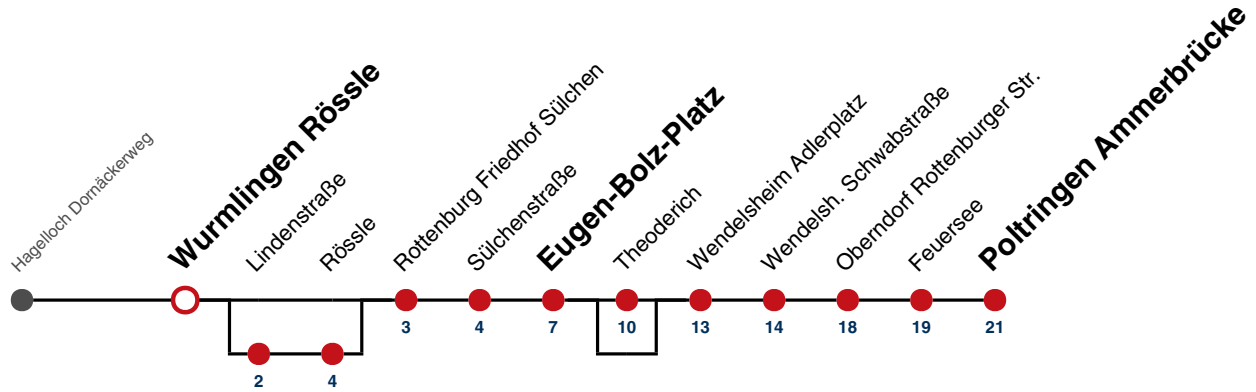 Hagelloch Dornäckerweg
Wurmlingen Rössle
Lindenstraße
Rössle
Rottenburg Friedhof Sülchen
Sülchenstraße
Eugen-Bolz-Platz
Theoderich
Wendelsheim Adlerplatz
Wendelsh. Schwabstraße
Oberndorf Rottenburger Str.
Feuersee
Poltringen Ammerbrücke
3 4 7 10 13 14 18 19 21
2 4